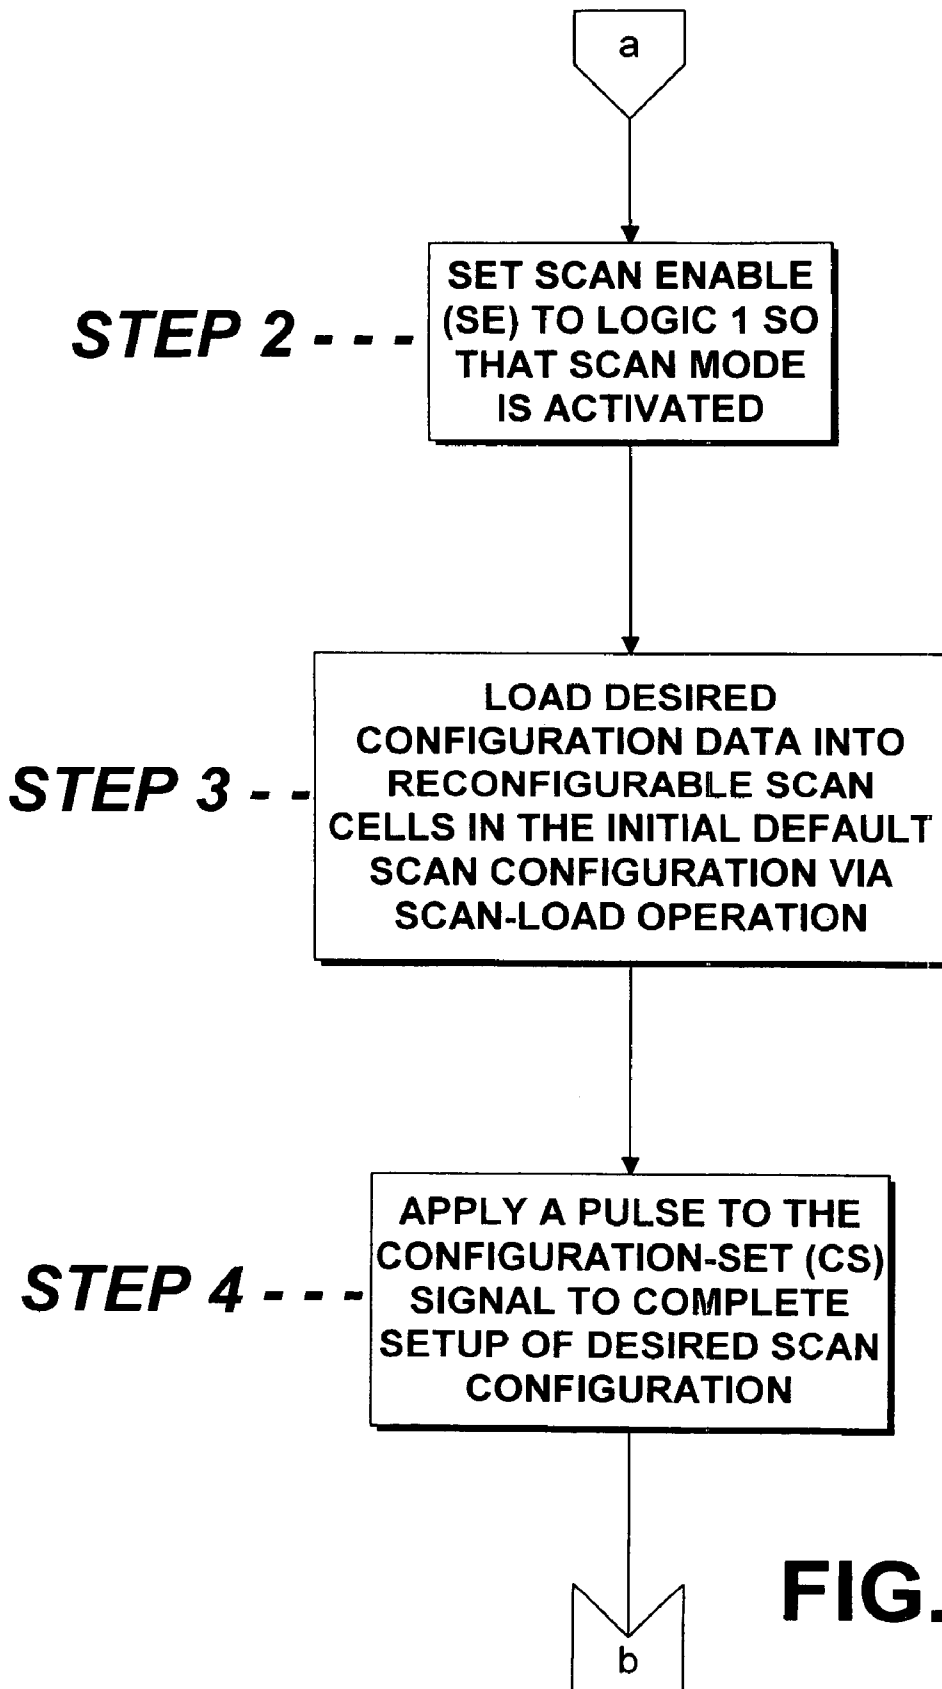 a
SET SCAN ENABLE
(SE) TO LOGIC 1 SO
THAT SCAN MODE
IS ACTIVATED
STEP 2 - - -
LOAD DESIRED
CONFIGURATION DATA INTO
RECONFIGURABLE SCAN
CELLS IN THE INITIAL DEFAULT
SCAN CONFIGURATION VIA
SCAN-LOAD OPERATION
STEP 3 - -
APPLY A PULSE TO THE
CONFIGURATION-SET (CS)
SIGNAL TO COMPLETE
SETUP OF DESIRED SCAN
CONFIGURATION
STEP 4 - - -
FIG.
b